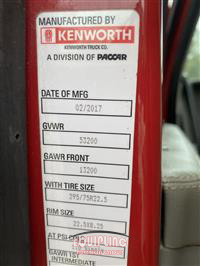 MANUFACTURED BY
KENWORTH
KENWORTH TRUCK CO.
A DIVISION OF PACCAR
DATE OF MFG
02/2017
GVWR
53200
GAWR FRONT
13200
WITH TIRE SIZE
295/75R22.5
RIM SIZE
22.5X8.25
AT PSI
GAWR 1ST
INTERMEDIATE